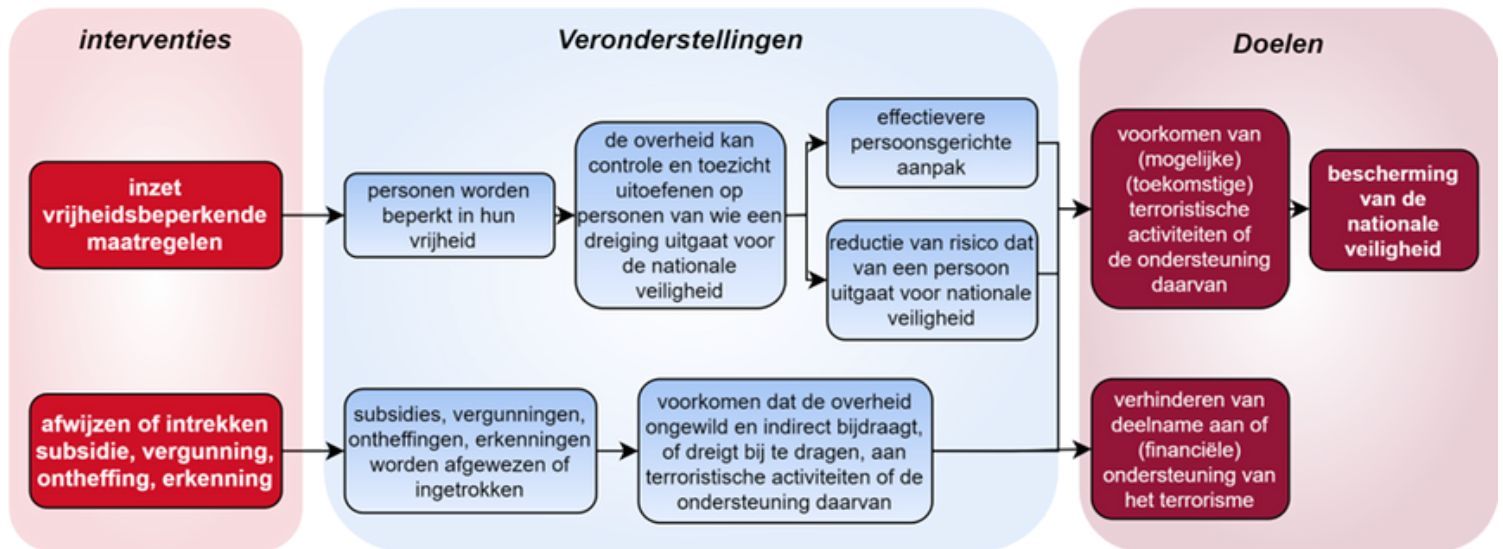 interventies
Veronderstellingen
Doelen
inzet
vrijheidsbeperkende
maatregelen
personen worden
beperkt in hun
vrijheid
de overheid kan
controle en toezicht
uitoefenen op
personen van wie een
dreiging uitgaat voor
de nationale
veiligheid
effectievere
persoonsgerichte
aanpak
reductie van risico dat
van een persoon
uitgaat voor nationale
veiligheid
voorkomen van
(mogelijke)
(toekomstige)
terroristische
activiteiten of
de ondersteuning
daarvan
bescherming
van de
nationale
veiligheid
afwijzen of intrekken
subsidie, vergunning,
ontheffing, erkenning
subsidies, vergunningen,
ontheffingen, erkenningen
worden afgewezen of
ingetrokken
voorkomen dat de overheid
ongewild en indirect bijdraagt,
of dreigt bij te dragen, aan
terroristische activiteiten of de
ondersteuning daarvan
verhinderen van
deelname aan of
(financiële)
ondersteuning van
het terrorisme